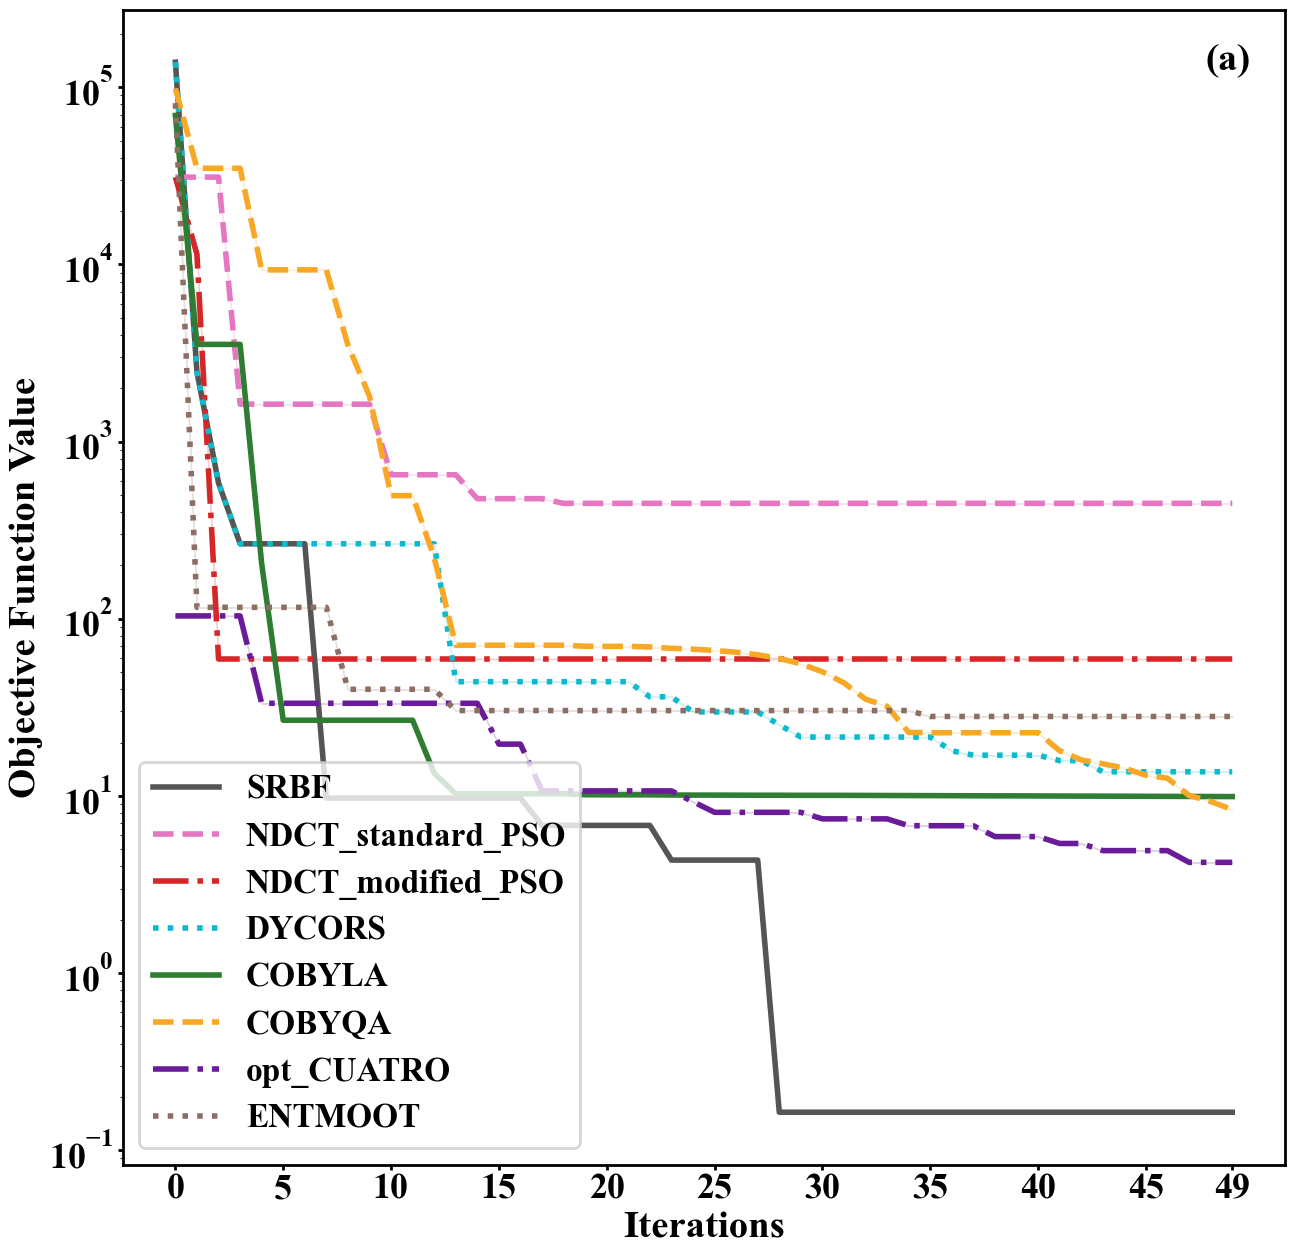 (a)
Objective Function Value
10^5
10^4
10^3
10^2
10^1
10^0
10^−1
SRBF
NDCT_standard_PSO
NDCT_modified_PSO
DYCORS
COBYLA
COBYQA
opt_CUATRO
ENTMOOT
0 5 10 15 20 25 30 35 40 45 49
Iterations